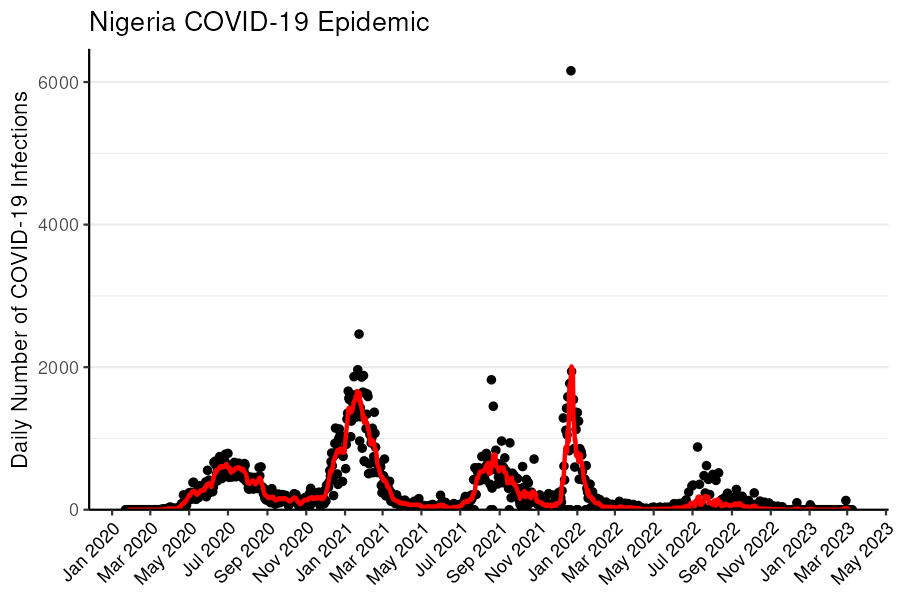 Nigeria COVID-19 Epidemic
Daily Number of COVID-19 Infections
6000
4000
2000
0
Jan 2020
Mar 2020
May 2020
Jul 2020
Sep 2020
Nov 2020
Jan 2021
Mar 2021
May 2021
Jul 2021
Sep 2021
Nov 2021
Jan 2022
Mar 2022
May 2022
Jul 2022
Sep 2022
Nov 2022
Jan 2023
Mar 2023
May 2023